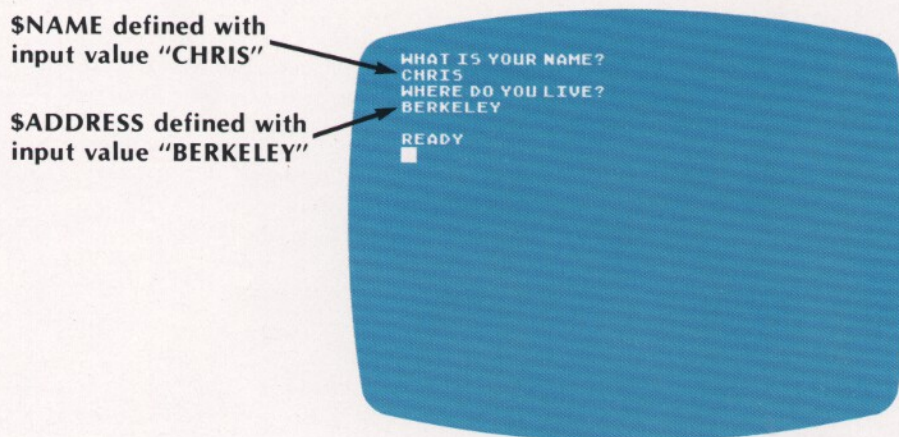 $NAME defined with
input value “CHRIS”
$ADDRESS defined with
input value “BERKELEY”
WHAT IS YOUR NAME?
CHRIS
WHERE DO YOU LIVE?
BERKELEY
READY